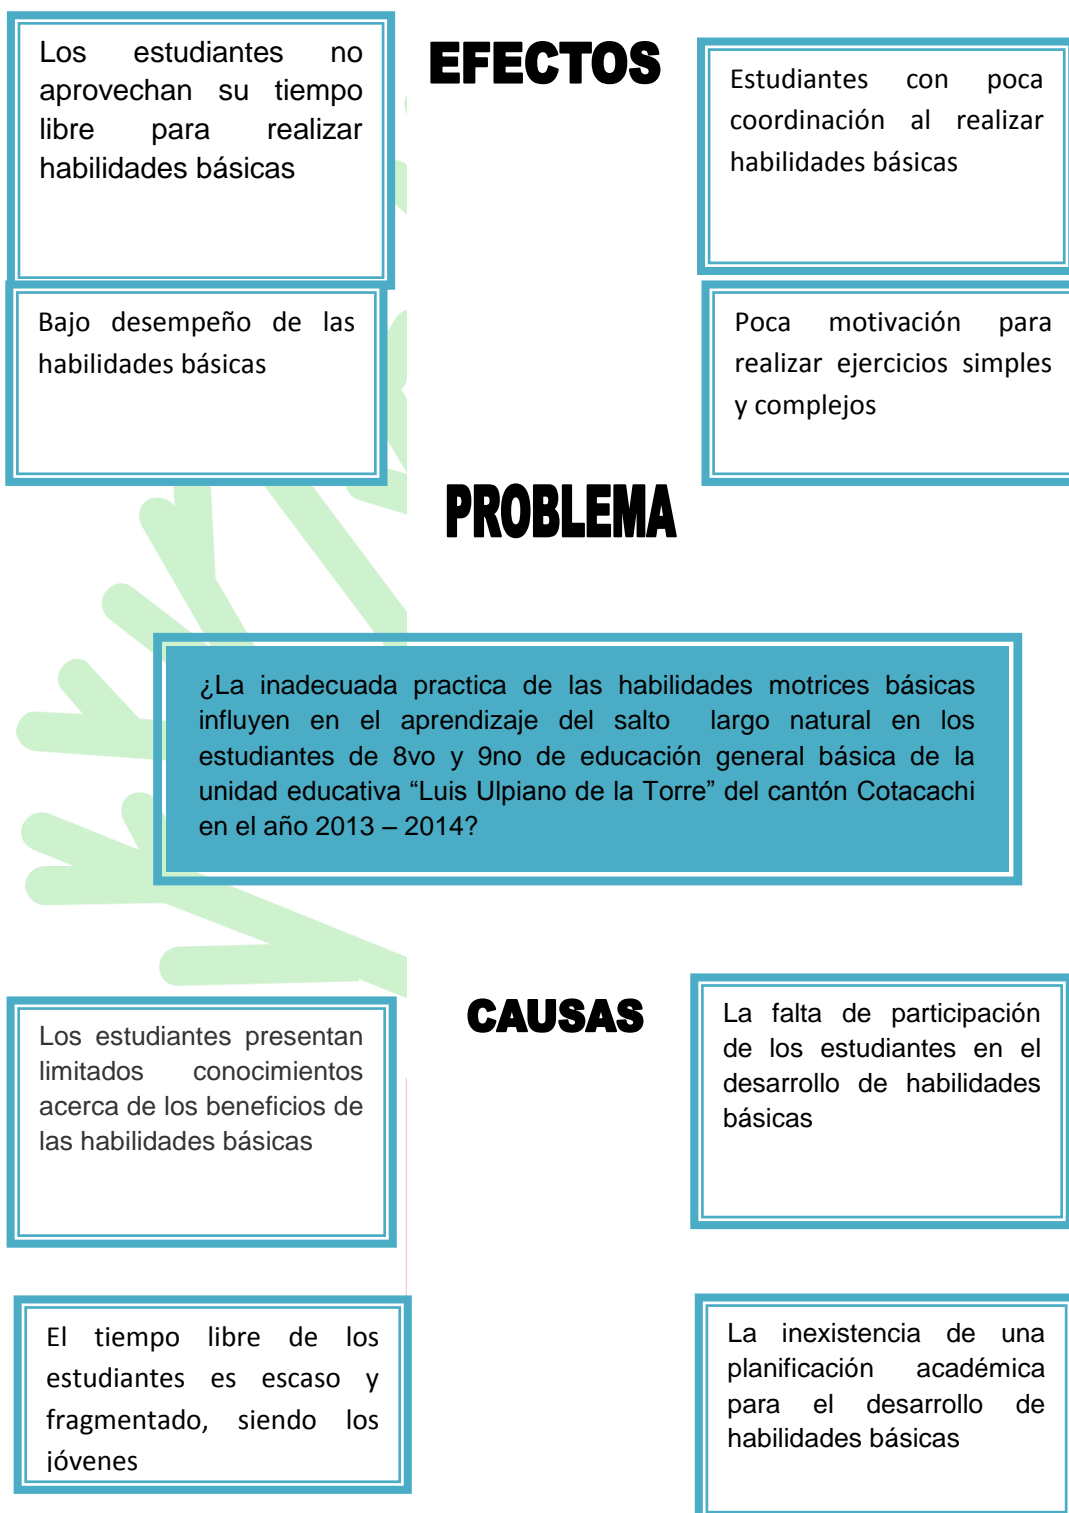 EFECTOS
Los estudiantes no
aprovechan su tiempo
libre para realizar
habilidades básicas
Estudiantes con poca
coordinación al realizar
habilidades básicas
Bajo desempeño de las
habilidades básicas
Poca motivación para
realizar ejercicios simples
y complejos
PROBLEMA
¿La inadecuada practica de las habilidades motrices básicas
influyen en el aprendizaje del salto largo natural en los
estudiantes de 8vo y 9no de educación general básica de la
unidad educativa “Luis Ulpiano de la Torre” del cantón Cotacachi
en el año 2013 – 2014?
CAUSAS
Los estudiantes presentan
limitados conocimientos
acerca de los beneficios de
las habilidades básicas
La falta de participación
de los estudiantes en el
desarrollo de habilidades
básicas
El tiempo libre de los
estudiantes es escaso y
fragmentado, siendo los
jóvenes
La inexistencia de una
planificación académica
para el desarrollo de
habilidades básicas